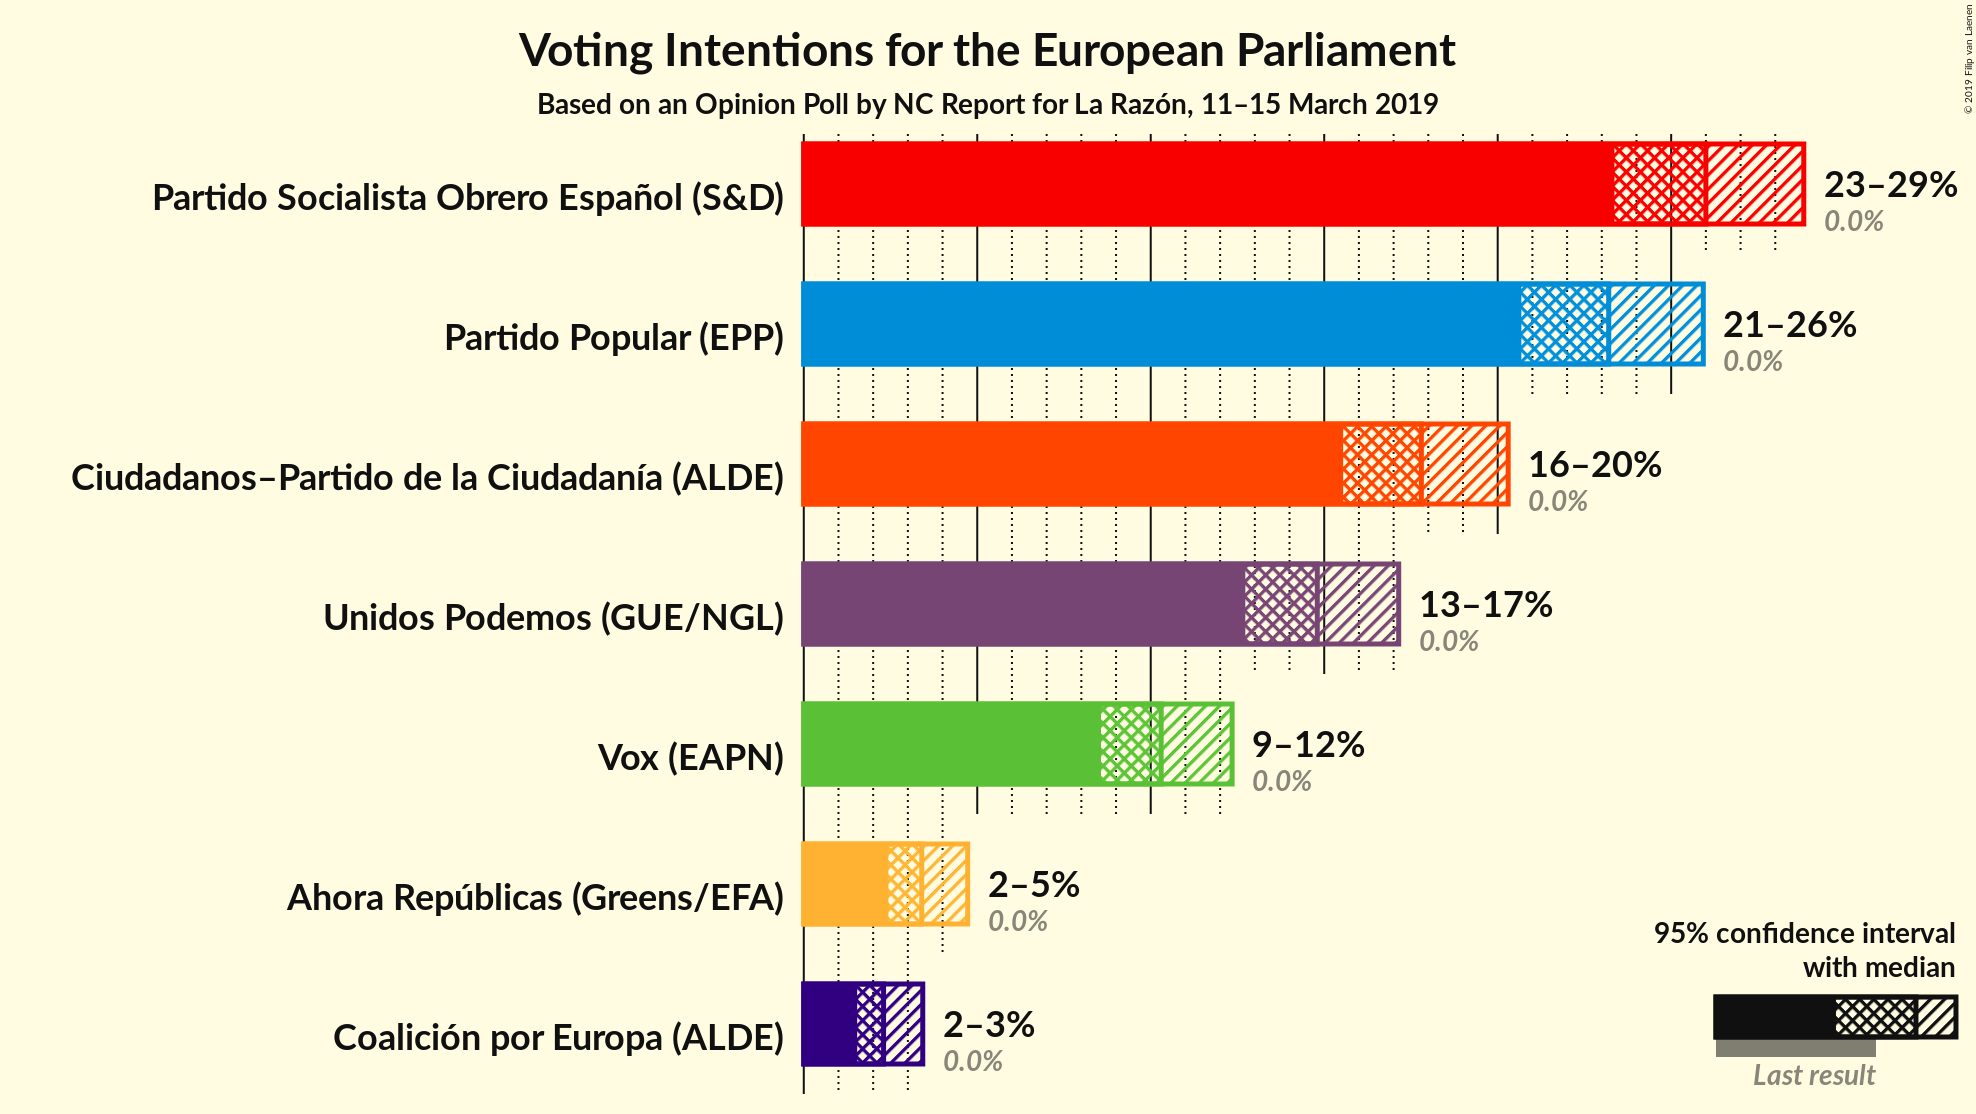 Voting Intentions for the European Parliament
Based on an Opinion Poll by NC Report for La Razón, 11–15 March 2019
© 2019 Filip van Laenen
Partido Socialista Obrero Español (S&D)
23–29%
0.0%
Partido Popular (EPP)
21–26%
0.0%
Ciudadanos–Partido de la Ciudadanía (ALDE)
16–20%
0.0%
Unidos Podemos (GUE/NGL)
13–17%
0.0%
Vox (EAPN)
9–12%
0.0%
Ahora Repúblicas (Greens/EFA)
2–5%
0.0%
Coalición por Europa (ALDE)
2–3%
0.0%
95% confidence interval
with median
Last result